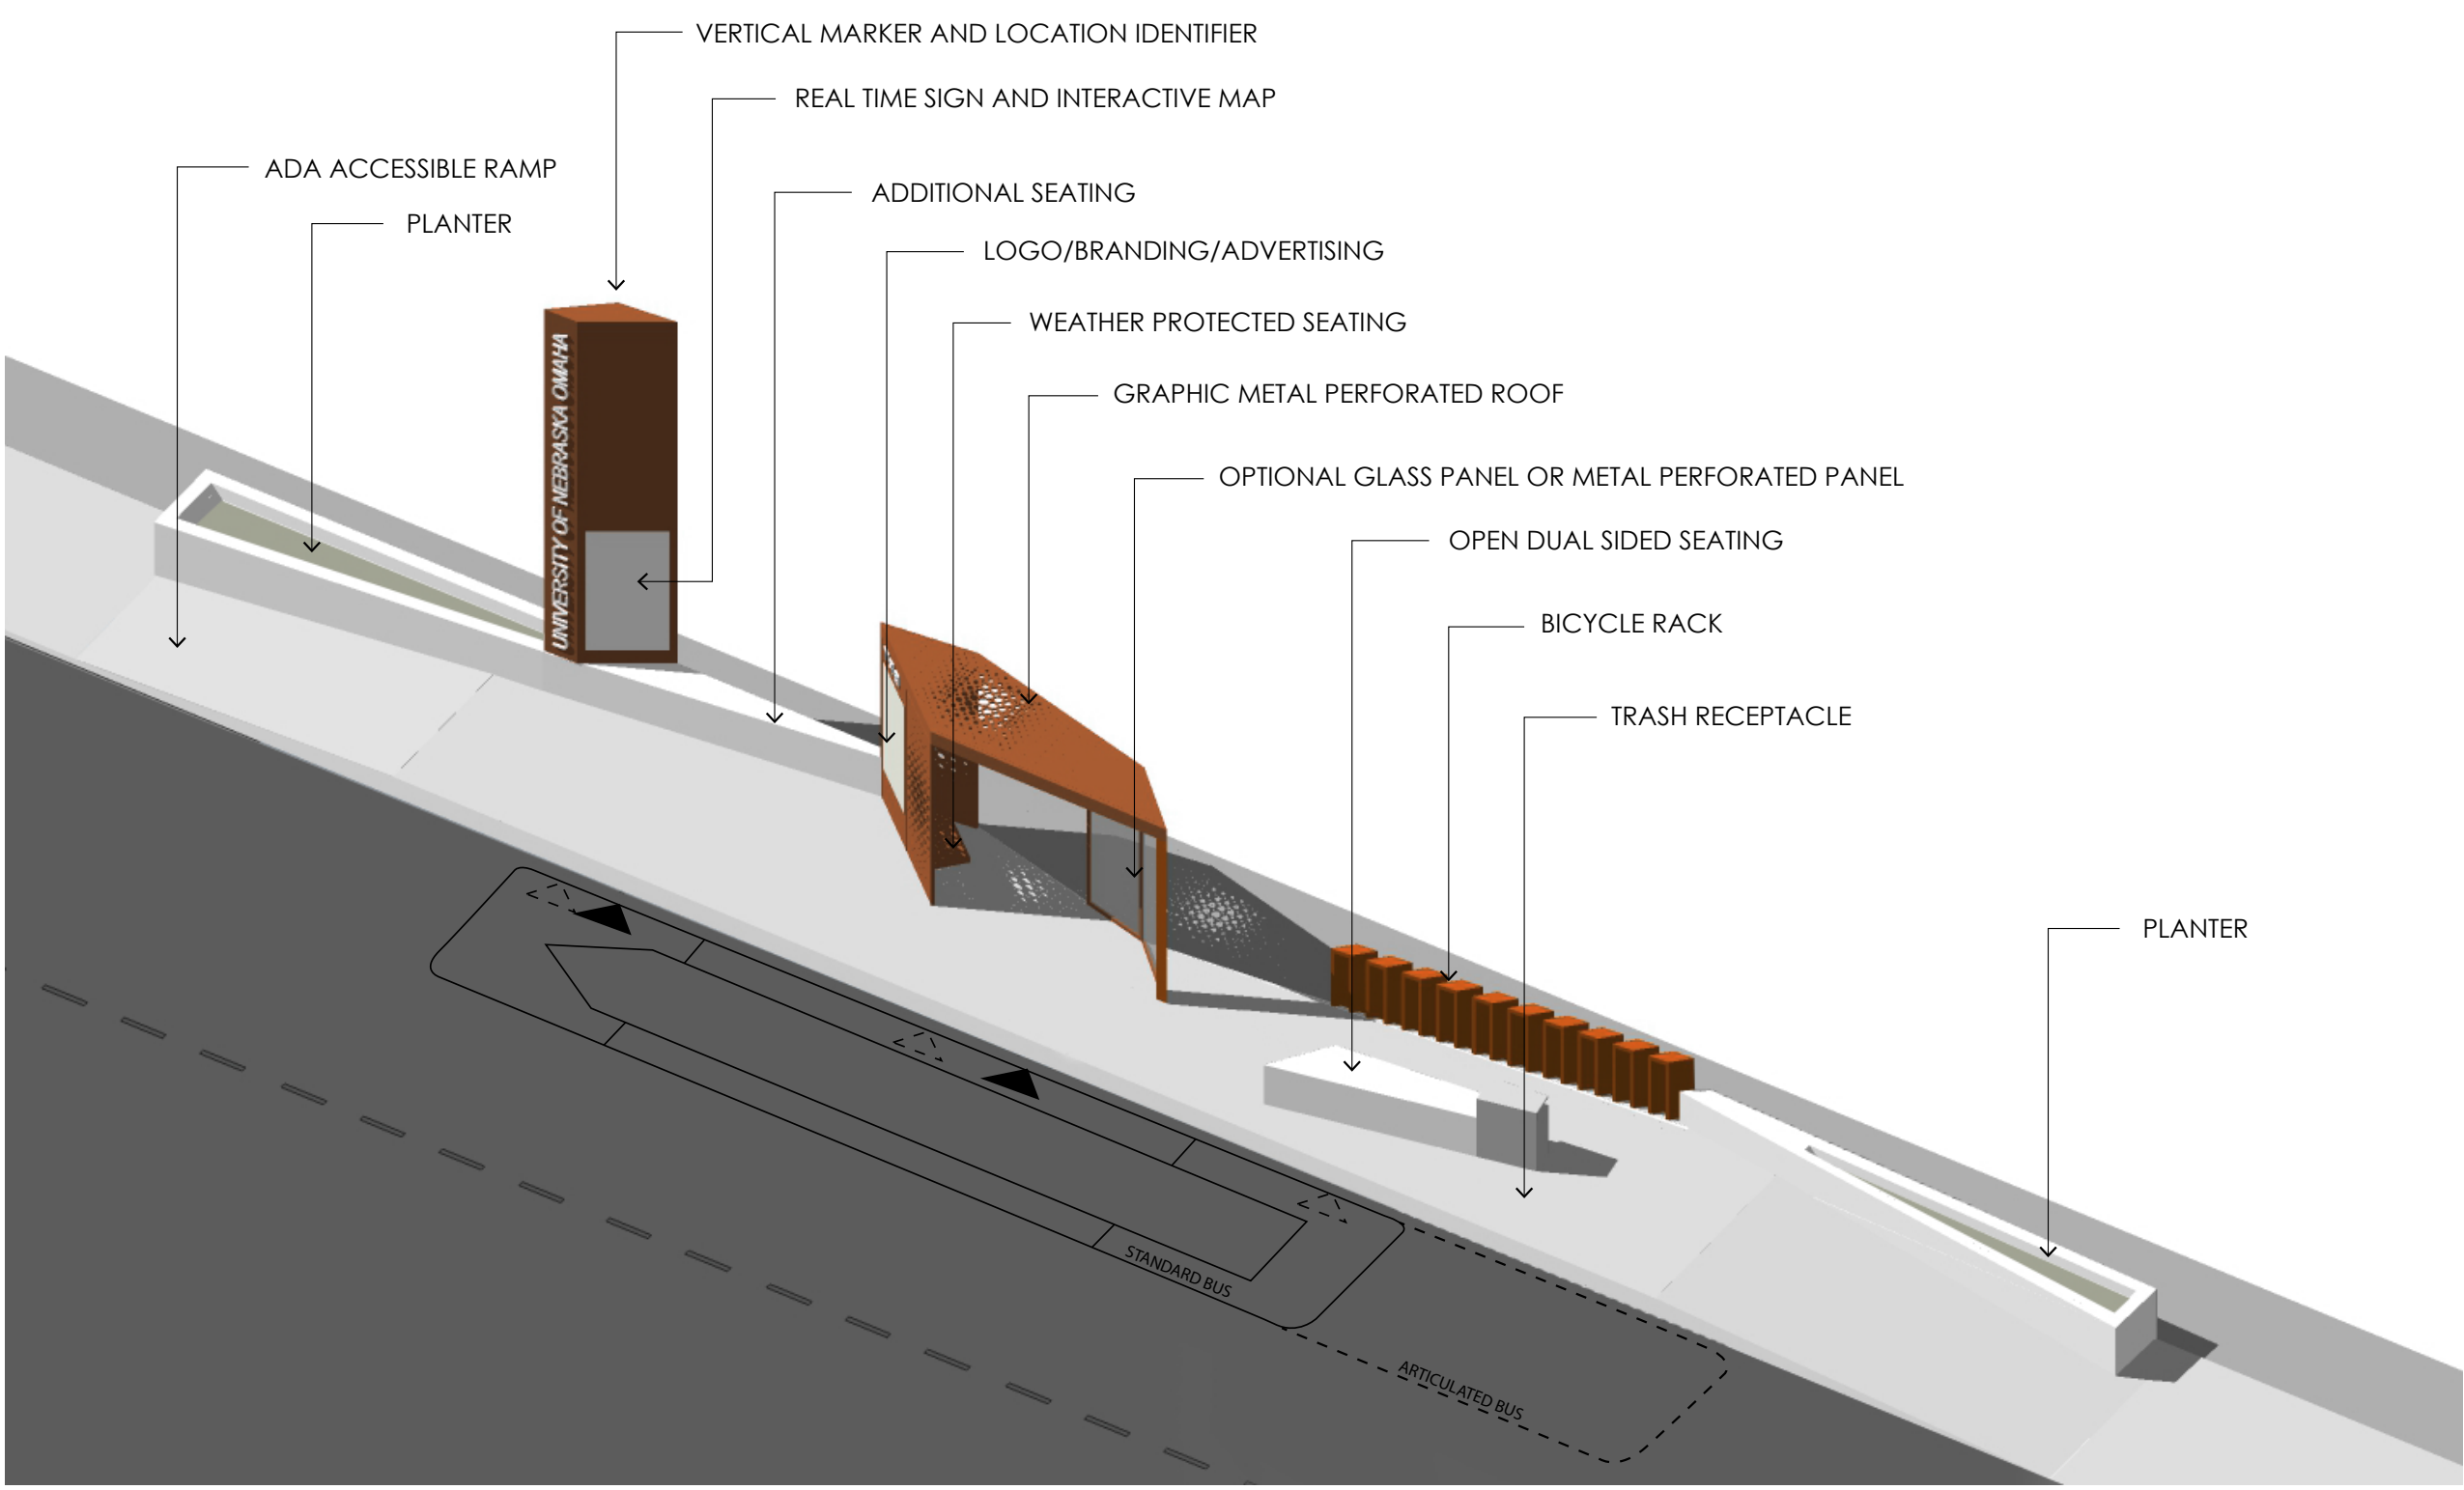 VERTICAL MARKER AND LOCATION IDENTIFIER
REAL TIME SIGN AND INTERACTIVE MAP
ADA ACCESSIBLE RAMP
ADDITIONAL SEATING
PLANTER
LOGO/BRANDING/ADVERTISING
WEATHER PROTECTED SEATING
UNIVERSITY OF NEBRASKA OMAHA
GRAPHIC METAL PERFORATED ROOF
OPTIONAL GLASS PANEL OR METAL PERFORATED PANEL
OPEN DUAL SIDED SEATING
BICYCLE RACK
TRASH RECEPTACLE
PLANTER
STANDARD BUS
ARTICULATED BUS